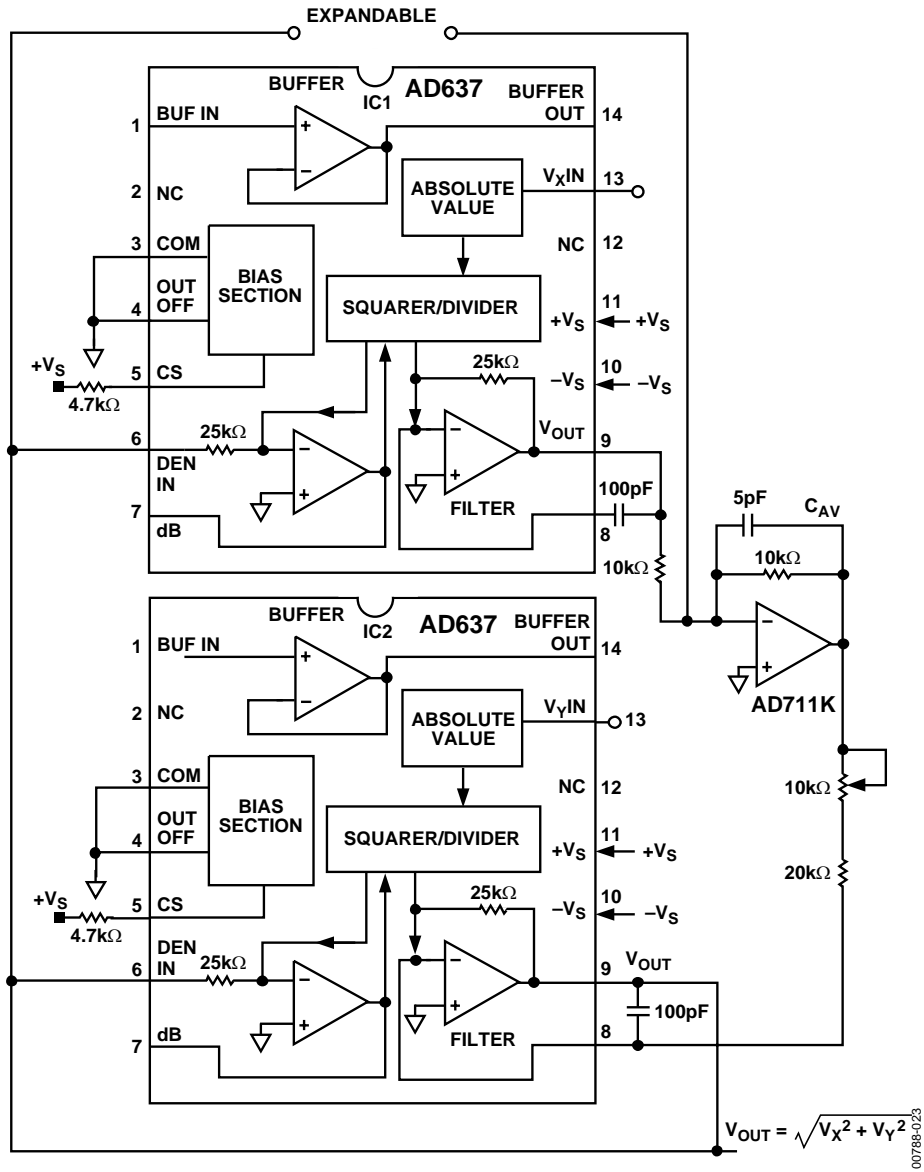 EXPANDABLE
BUFFER
AD637
IC1
BUFFER
OUT
14
1
BUF IN
+
−
2
NC
ABSOLUTE
VALUE
VXIN
13
3
COM
NC
12
BIAS
SECTION
OUT
OFF
4
SQUARER/DIVIDER
11
+VS
+VS
+VS
5
CS
4.7kΩ
25kΩ
10
−VS
−VS
6
25kΩ
DEN
IN
−
+
−
+
VOUT
9
FILTER
100pF
8
7
dB
10kΩ
5pF
CAV
10kΩ
−
+
AD711K
BUFFER
AD637
IC2
BUFFER
OUT
14
1
BUF IN
+
−
2
NC
ABSOLUTE
VALUE
VYIN
13
3
COM
NC
12
BIAS
SECTION
OUT
OFF
4
SQUARER/DIVIDER
11
+VS
+VS
10kΩ
20kΩ
+VS
5
CS
4.7kΩ
25kΩ
10
−VS
−VS
DEN
IN
6
25kΩ
−
+
−
+
9
VOUT
100pF
FILTER
8
7
dB
VOUT = √VX² + VY²
00788-023